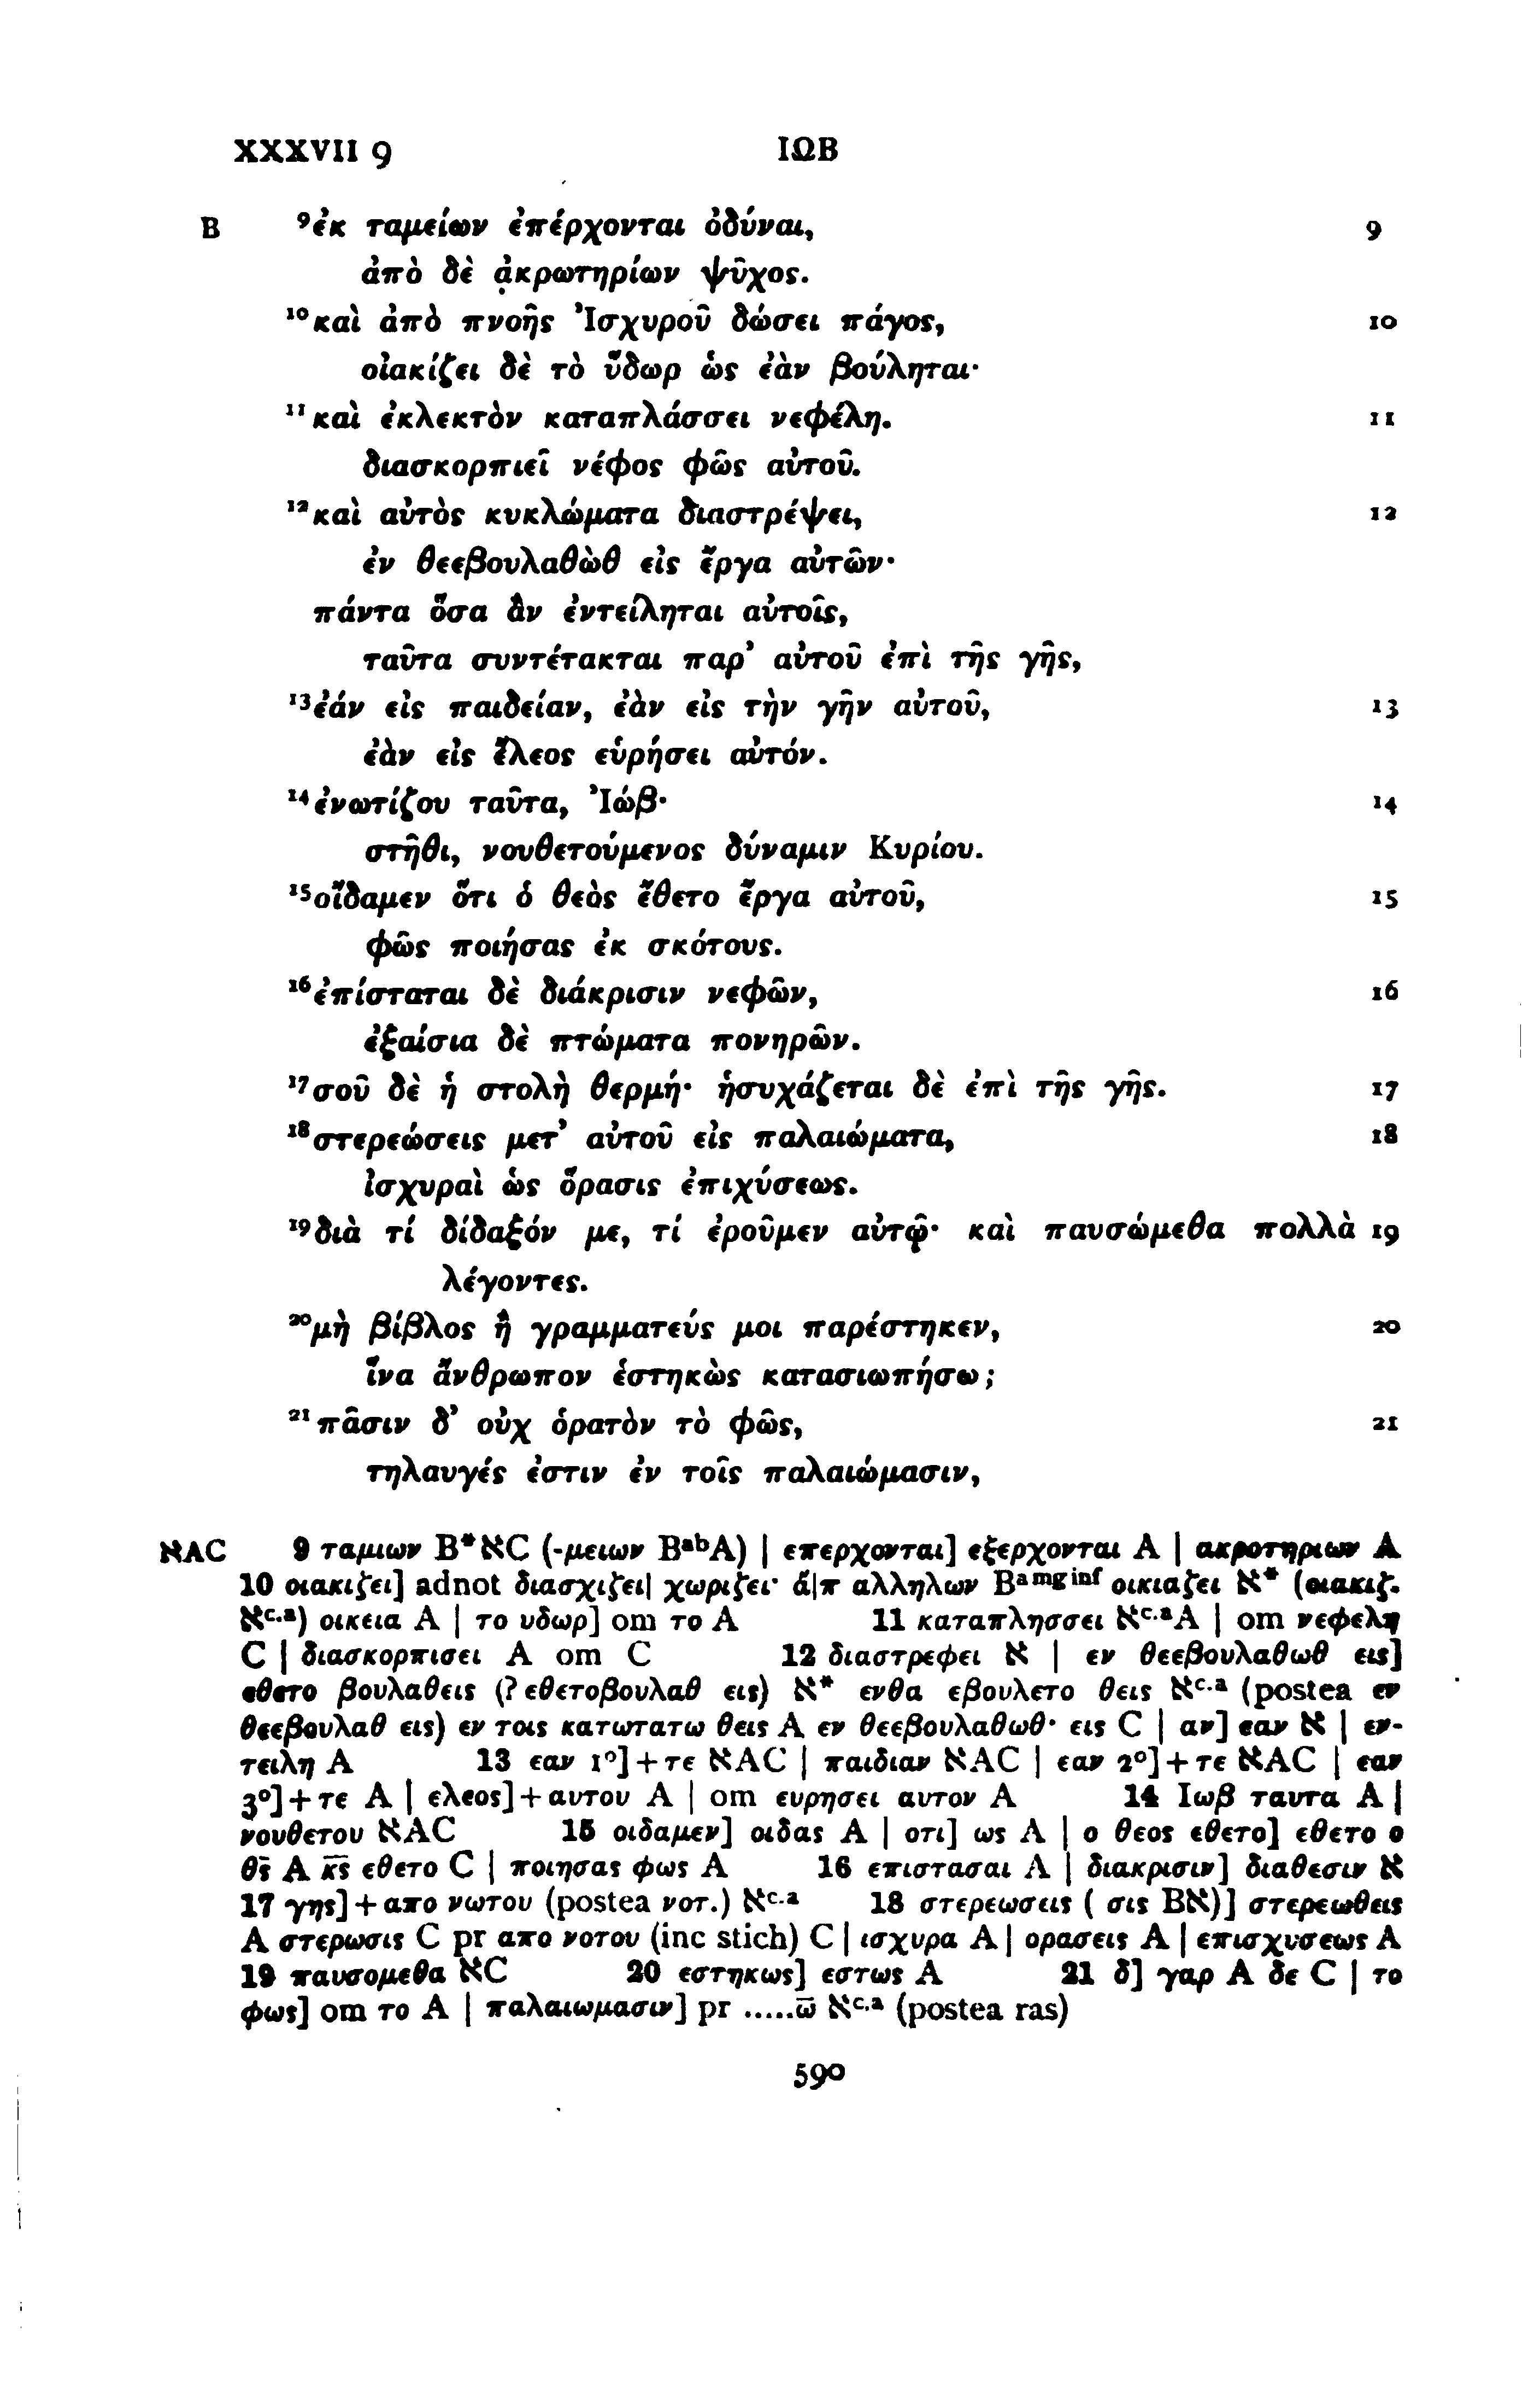 XXXVII 9 ΙΩΒ
B ⁹ἐκ ταμείων ἐπέρχονται ὀδύναι, 9
ἀπὸ δὲ ἀκρωτηρίων ψῦχος.
¹⁰καὶ ἀπὸ πνοῆς Ἰσχυροῦ δώσει πάγος, 10
οἰακίζει δὲ τὸ ὕδωρ ὡς ἐὰν βούληται·
¹¹καὶ ἐκλεκτὸν καταπλάσσει νεφέλη. 11
διασκορπιεῖ νέφος φῶς αὐτοῦ.
¹²καὶ αὐτὸς κυκλώματα διαστρέψει, 12
ἐν θεεβουλαθὼθ εἰς ἔργα αὐτῶν·
πάντα ὅσα ἂν ἐντείληται αὐτοῖς,
ταῦτα συντέτακται παρ' αὐτοῦ ἐπὶ τῆς γῆς,
¹³ἐάν εἰς παιδείαν, ἐὰν εἰς τὴν γῆν αὐτοῦ, 13
ἐὰν εἰς ἔλεος εὑρήσει αὐτόν.
¹⁴ἐνωτίζου ταῦτα, Ἰώβ· 14
στῆθι, νουθετούμενος δύναμιν Κυρίου.
¹⁵οἴδαμεν ὅτι ὁ θεὸς ἔθετο ἔργα αὐτοῦ, 15
φῶς ποιήσας ἐκ σκότους.
¹⁶ἐπίσταται δὲ διάκρισιν νεφῶν, 16
ἐξαίσια δὲ πτώματα πονηρῶν.
¹⁷σοῦ δὲ ἡ στολὴ θερμή· ἡσυχάζεται δὲ ἐπὶ τῆς γῆς. 17
¹⁸στερεώσεις μετ' αὐτοῦ εἰς παλαιώματα, 18
ἰσχυραὶ ὡς ὅρασις ἐπιχύσεως.
¹⁹διὰ τί δίδαξόν με, τί ἐροῦμεν αὐτῷ· καὶ παυσώμεθα πολλὰ 19
λέγοντες.
²⁰μὴ βίβλος ἢ γραμματεύς μοι παρέστηκεν, 20
ἵνα ἄνθρωπον ἑστηκὼς κατασιωπήσω;
²¹πᾶσιν δ' οὐχ ὁρατὸν τὸ φῶς, 21
τηλαυγές ἐστιν ἐν τοῖς παλαιώμασιν,
אAC 9 ταμιων B*אC (-μειων BᵃᵇA) | επερχονται] εξερχονται A | ακροτηριων A
10 οιακιζει] adnot διασχιζει| χωριζει· ἀ|π αλληλων Bᵃ ᵐᵍ ⁱⁿᶠ οικιαζει א* (οιακιζ.
אᶜ·ᵃ) οικεια A | το υδωρ] om το A 11 καταπλησσει אᶜ·ᵃA | om νεφελη
C | διασκορπισει A om C 12 διαστρεφει א | εν θεεβουλαθωθ εις]
εθετο βουλαθεις (? εθετοβουλαθ εις) א* ενθα εβουλετο θεις אᶜ·ᵃ (postea εν
θεεβουλαθ εις) εν τοις κατωτατω θεις A εν θεεβουλαθωθ· εις C | αν] εαν א | εν-
τειλη A 13 εαν 1°] + τε אAC | παιδιαν אAC | εαν 2°] + τε אAC | εαν
3°] + τε A | ελεος] + αυτου A | om ευρησει αυτον A 14 Ιωβ ταυτα A |
νουθετου אAC 15 οιδαμεν] οιδας A | οτι] ως A | ο θεος εθετο] εθετο ο
θ̅ς̅ A κ̅ς̅ εθετο C | ποιησας φως A 16 επιστασαι A | διακρισιν] διαθεσιν א
17 γης] + απο νωτου (postea νοτ.) אᶜ·ᵃ 18 στερεωσεις ( σις Bא)] στερεωθεις
A στερωσις C pr απο νοτου (inc stich) C | ισχυρα A | ορασεις A | επισχυσεως A
19 παυσομεθα אC 20 εστηκως] εστως A 21 δ] γαρ A δε C | το
φως] om το A | παλαιωμασιν] pr .....ω̅ אᶜ·ᵃ (postea ras)
590